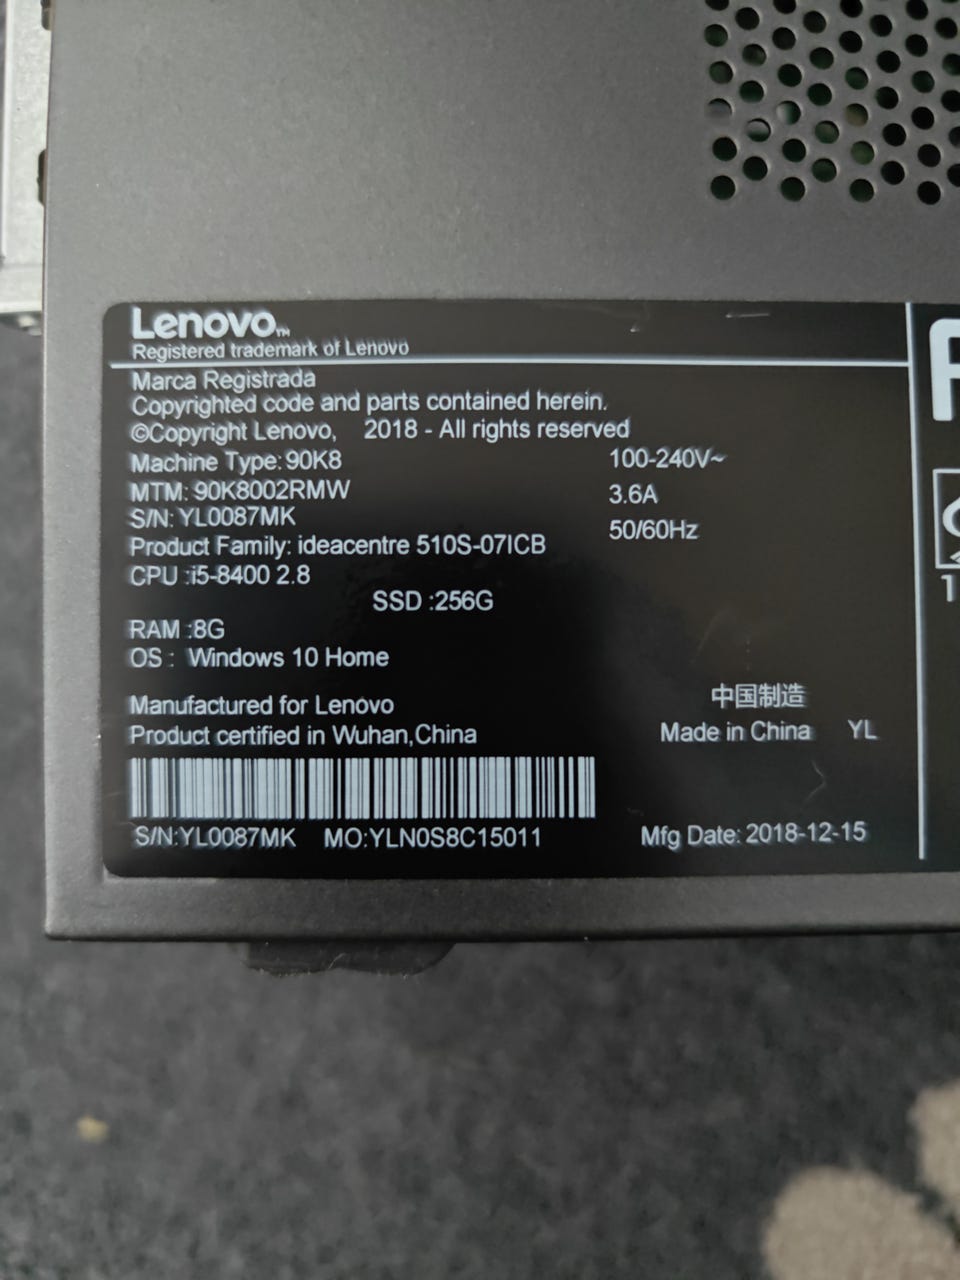 Lenovo™
Registered trademark of Lenovo
Marca Registrada
Copyrighted code and parts contained herein.
©Copyright Lenovo, 2018 - All rights reserved
Machine Type:90K8 100-240V~
MTM: 90K8002RMW 3.6A
S/N: YL0087MK
50/60Hz
Product Family: ideacentre 510S-07ICB
CPU :i5-8400 2.8
SSD :256G
RAM :8G
OS : Windows 10 Home
Manufactured for Lenovo 中国制造
Product certified in Wuhan,China Made in China YL
S/N:YL0087MK MO:YLN0S8C15011 Mfg Date: 2018-12-15